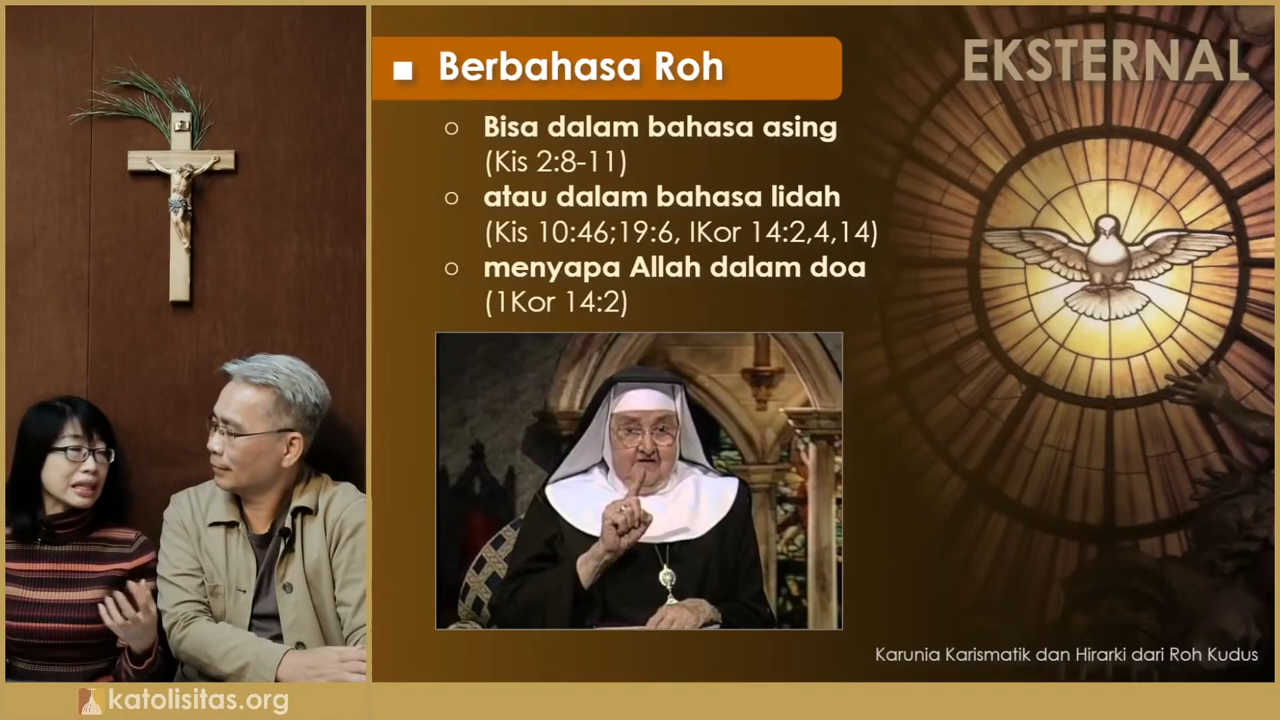 EKSTERNAL
Berbahasa Roh
Bisa dalam bahasa asing
(Kis 2:8-11)
atau dalam bahasa lidah
(Kis 10:46;19:6, IKor 14:2,4,14)
menyapa Allah dalam doa
(1Kor 14:2)
Karunia Karismatik dan Hirarki dari Roh Kudus
katolisitas.org